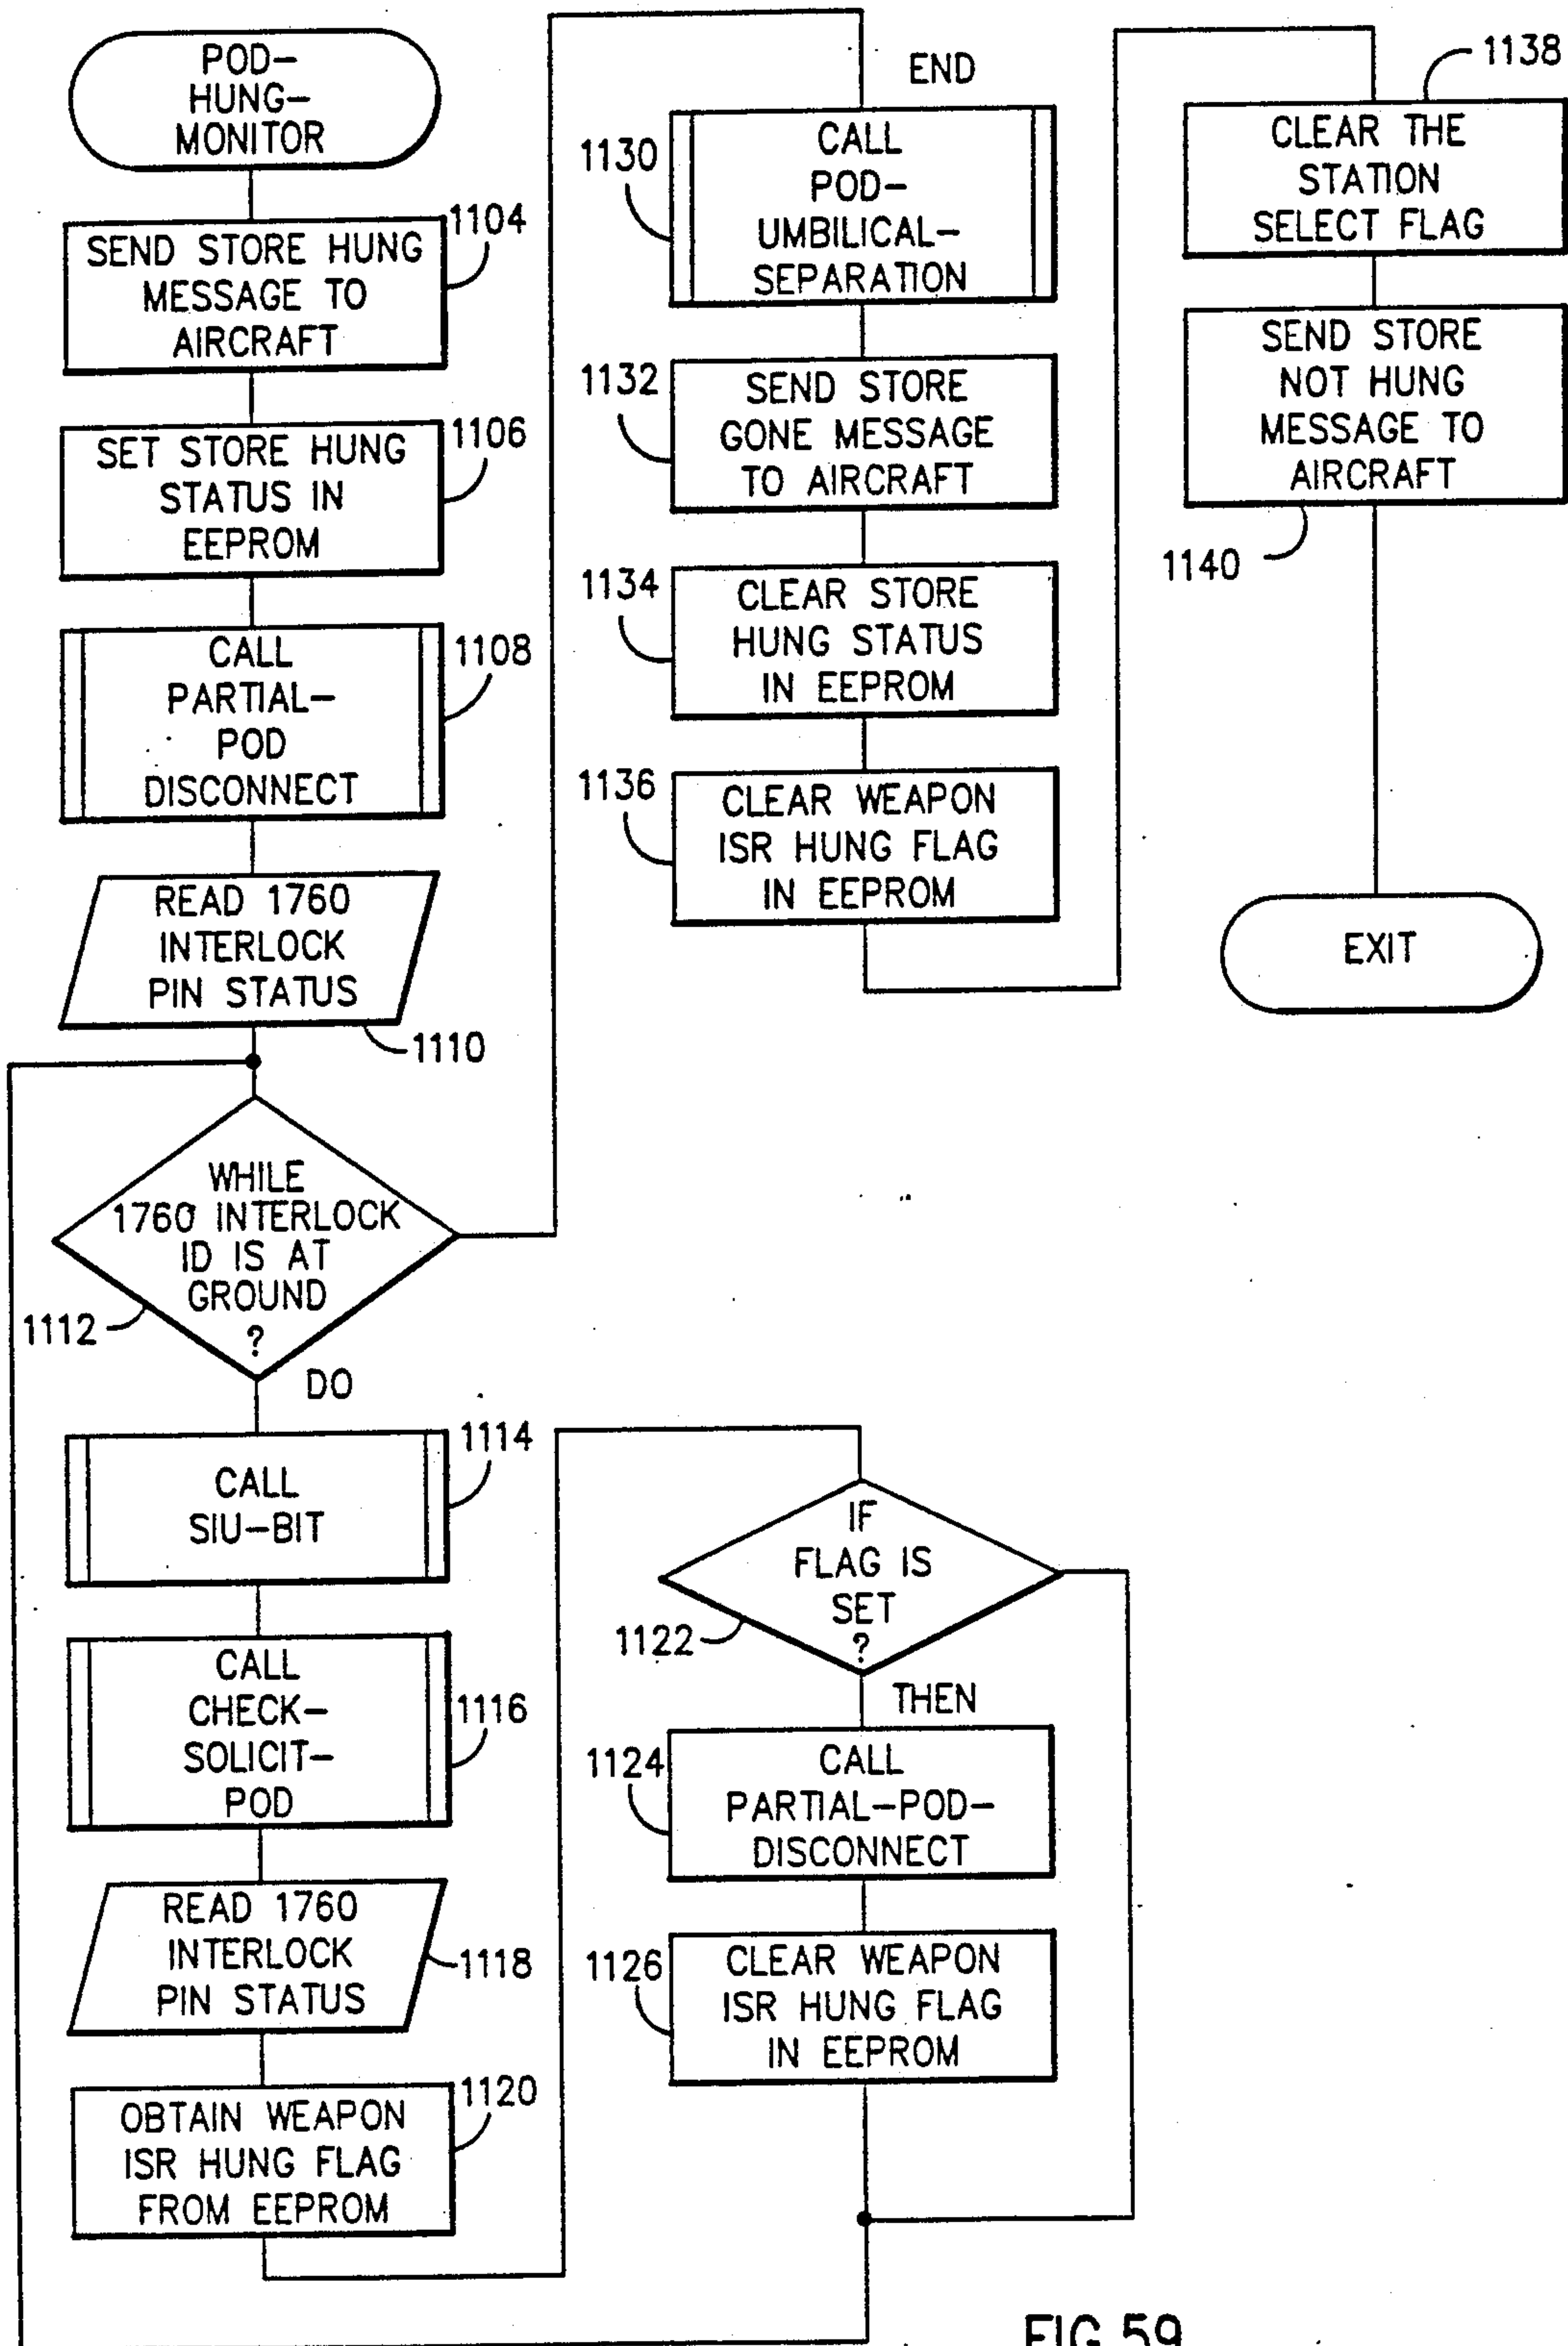 POD-
HUNG-
MONITOR
1104
SEND STORE HUNG
MESSAGE TO
AIRCRAFT
1106
SET STORE HUNG
STATUS IN
EEPROM
1108
CALL
PARTIAL-
POD
DISCONNECT
READ 1760
INTERLOCK
PIN STATUS
1110
WHILE
1760 INTERLOCK
ID IS AT
GROUND
?
1112
DO
1114
CALL
SIU-BIT
CALL
CHECK-
SOLICIT-
POD
1116
READ 1760
INTERLOCK
PIN STATUS
1118
1120
OBTAIN WEAPON
ISR HUNG FLAG
FROM EEPROM
END
1130
CALL
POD-
UMBILICAL-
SEPARATION
1132
SEND STORE
GONE MESSAGE
TO AIRCRAFT
1134
CLEAR STORE
HUNG STATUS
IN EEPROM
1136
CLEAR WEAPON
ISR HUNG FLAG
IN EEPROM
IF
FLAG IS
SET
?
1122
THEN
1124
CALL
PARTIAL-POD-
DISCONNECT
1126
CLEAR WEAPON
ISR HUNG FLAG
IN EEPROM
1138
CLEAR THE
STATION
SELECT FLAG
SEND STORE
NOT HUNG
MESSAGE TO
AIRCRAFT
1140
EXIT
FIG.59